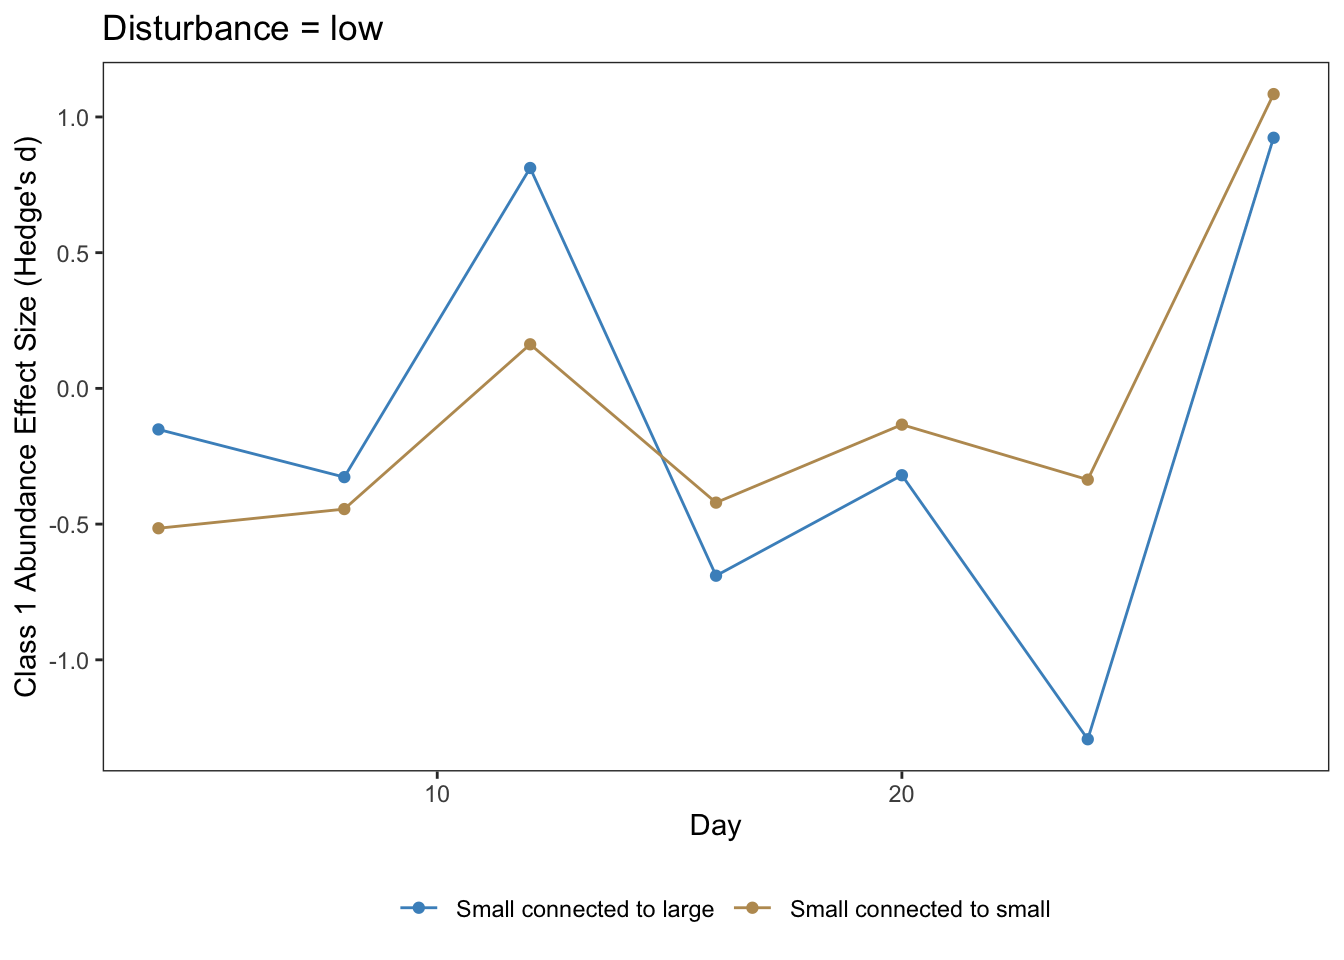 Disturbance = low
Class 1 Abundance Effect Size (Hedge's d)
1.0
0.5
0.0
-0.5
-1.0
10 20
Day
Small connected to large Small connected to small